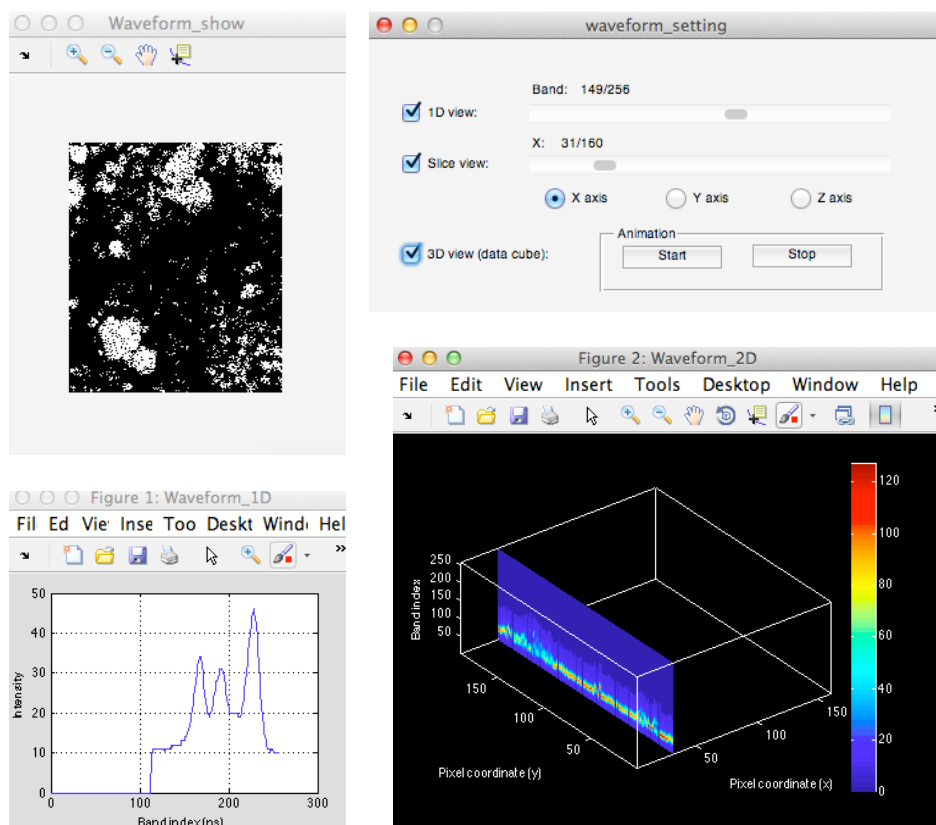 Waveform_show
waveform_setting
Band: 149/256
1D view:
X: 31/160
Slice view:
X axis Y axis Z axis
Animation
3D view (data cube):
Start Stop
Figure 2: Waveform_2D
File Edit View Insert Tools Desktop Window Help
120
100
80
60
40
20
0
250
200
150
100
50
Band index
150
100
50
Pixel coordinate (y)
50
100
150
Pixel coordinate (x)
Figure 1: Waveform_1D
Fil Ed Vie Inse Too Deskt Wind Hel
»
50
40
30
20
10
0
Intensity
0 100 200 300
Band index (ns)